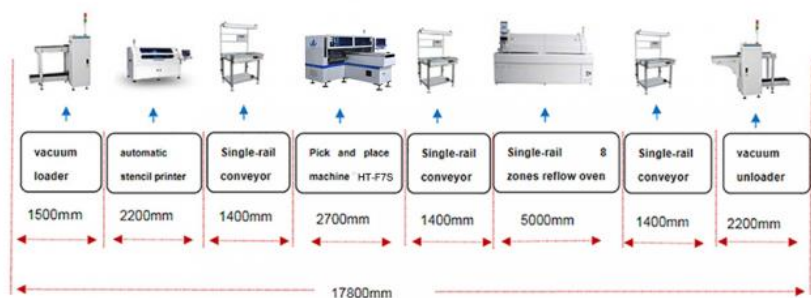 vacuum
loader
automatic
stencil printer
Single-rail
conveyor
Pick and place
machine HT-F7S
Single-rail
conveyor
Single-rail 8
zones reflow oven
Single-rail
conveyor
vacuum
unloader
1500mm
2200mm
1400mm
2700mm
1400mm
5000mm
1400mm
2200mm
17800mm